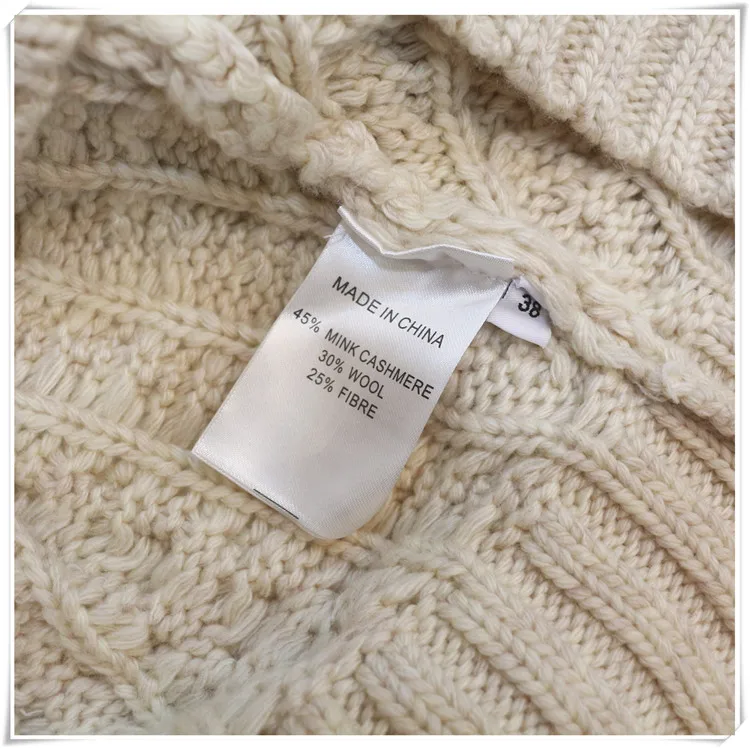 MADE IN CHINA
45% MINK CASHMERE
30% WOOL
25% FIBRE
38